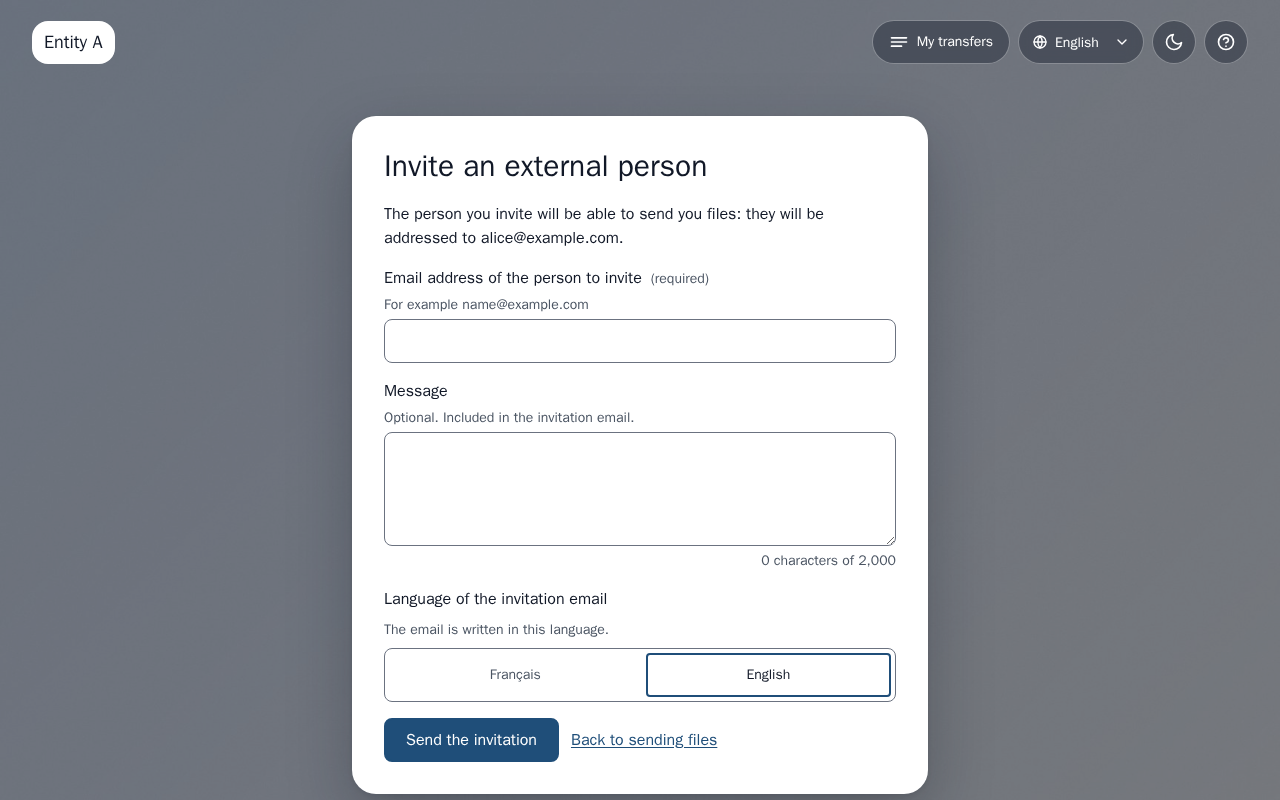 Entity A
My transfers
English
Invite an external person
The person you invite will be able to send you files: they will be
addressed to alice@example.com.
Email address of the person to invite (required)
For example name@example.com
Message
Optional. Included in the invitation email.
0 characters of 2,000
Language of the invitation email
The email is written in this language.
Français
English
Send the invitation
Back to sending files